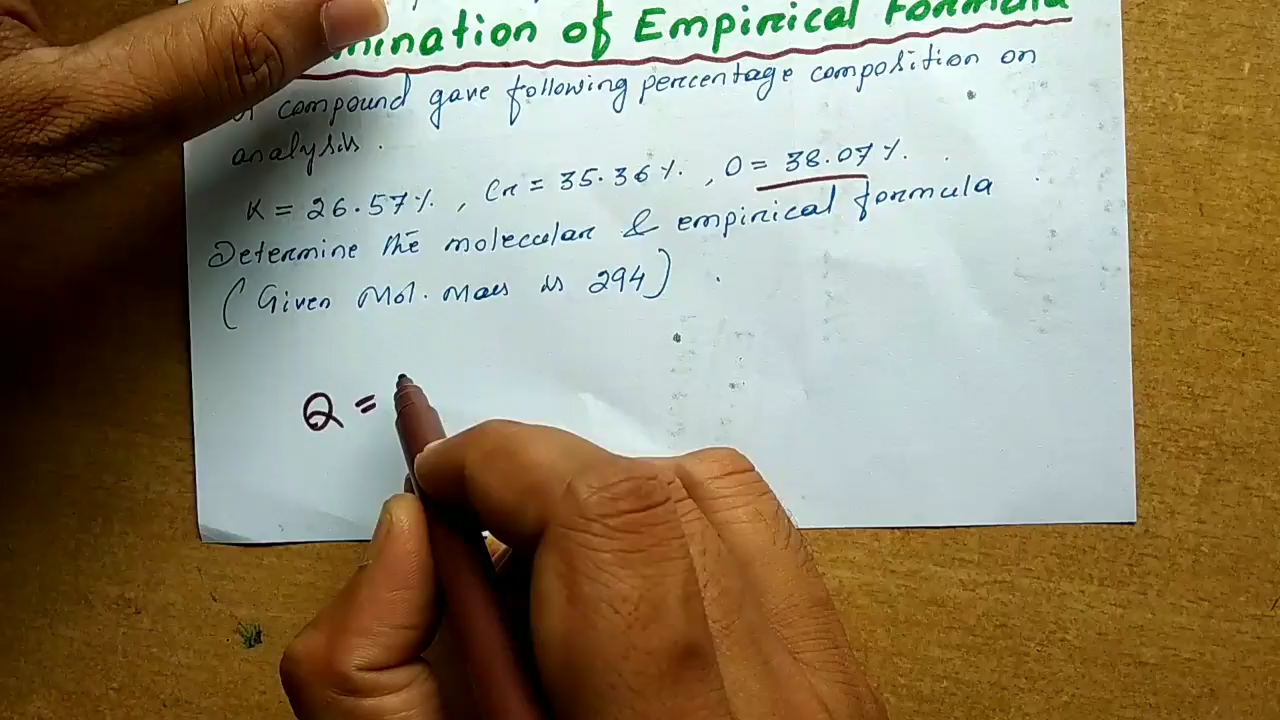 of Empirical Formula
compound gave following percentage composition on
analysis.
K = 26.57%, Cr = 35.36%, O = 38.07%.
Determine the molecular & empirical formula
(Given Mol. Mass is 294)
Q =